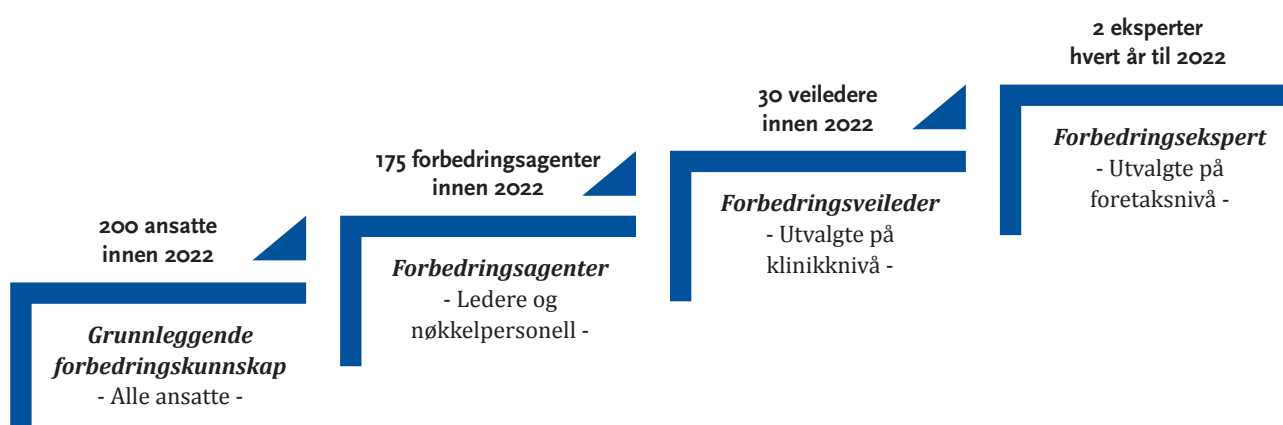 200 ansatte
innen 2022
Grunnleggende
forbedringskunnskap
- Alle ansatte -
175 forbedringsagenter
innen 2022
Forbedringsagenter
- Ledere og
nøkkelpersonell -
30 veiledere
innen 2022
Forbedringsveileder
- Utvalgte på
klinikknivå -
2 eksperter
hvert år til 2022
Forbedringsekspert
- Utvalgte på
foretaksnivå -